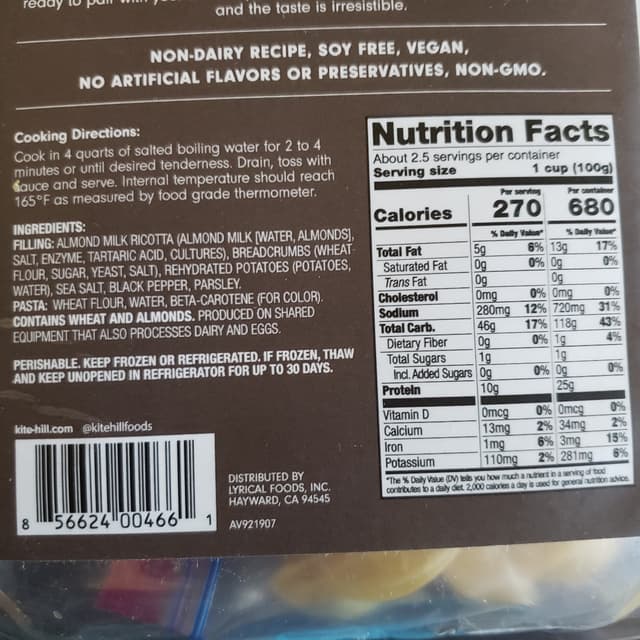 ready to
and the taste is irresistible.
NON-DAIRY RECIPE, SOY FREE, VEGAN,
NO ARTIFICIAL FLAVORS OR PRESERVATIVES, NON-GMO.
Cooking Directions:
Cook in 4 quarts of salted boiling water for 2 to 4
minutes or until desired tenderness. Drain, toss with
sauce and serve. Internal temperature should reach
165°F as measured by food grade thermometer.
INGREDIENTS:
FILLING: ALMOND MILK RICOTTA (ALMOND MILK [WATER, ALMONDS],
SALT, ENZYME, TARTARIC ACID, CULTURES), BREADCRUMBS (WHEAT
FLOUR, SUGAR, YEAST, SALT), REHYDRATED POTATOES (POTATOES,
WATER), SEA SALT, BLACK PEPPER, PARSLEY.
PASTA: WHEAT FLOUR, WATER, BETA-CAROTENE (FOR COLOR).
CONTAINS WHEAT AND ALMONDS. PRODUCED ON SHARED
EQUIPMENT THAT ALSO PROCESSES DAIRY AND EGGS.
PERISHABLE. KEEP FROZEN OR REFRIGERATED. IF FROZEN, THAW
AND KEEP UNOPENED IN REFRIGERATOR FOR UP TO 30 DAYS.
kite-hill.com @kitehillfoods
8 56624 00466 1
DISTRIBUTED BY
LYRICAL FOODS, INC.
HAYWARD, CA 94545
AV921907
Nutrition Facts
About 2.5 servings per container
Serving size 1 cup (100g)
Per serving Per container
Calories 270 680
% Daily Value* % Daily Value*
Total Fat 5g 6% 13g 17%
Saturated Fat 0g 0% 0g 0%
Trans Fat 0g 0g
Cholesterol 0mg 0% 0mg 0%
Sodium 280mg 12% 720mg 31%
Total Carb. 46g 17% 118g 43%
Dietary Fiber 0g 0% 1g 4%
Total Sugars 1g 1g
Incl. Added Sugars 0g 0% 0g 0%
Protein 10g 25g
Vitamin D 0mcg 0% 0mcg 0%
Calcium 13mg 2% 34mg 2%
Iron 1mg 6% 3mg 15%
Potassium 110mg 2% 281mg 6%
*The % Daily Value (DV) tells you how much a nutrient in a serving of food
contributes to a daily diet. 2,000 calories a day is used for general nutrition advice.